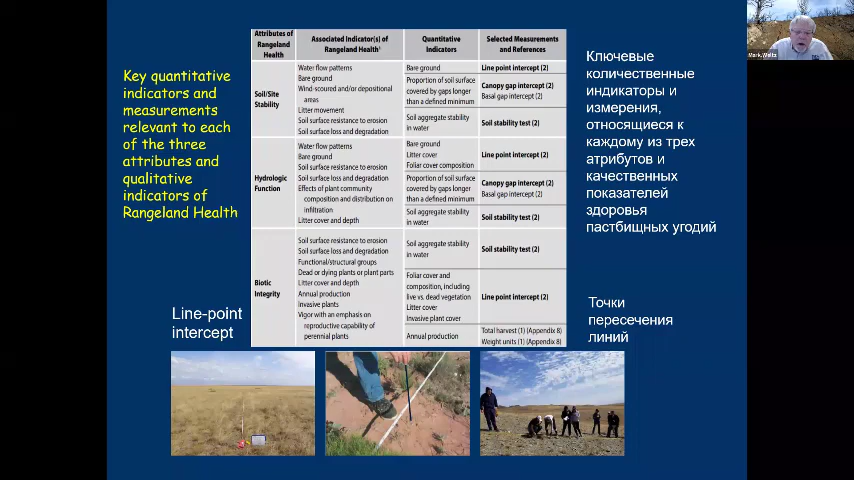 Key quantitative
indicators and
measurements
relevant to each
of the three
attributes and
qualitative
indicators of
Rangeland Health
Attributes of
Rangeland
Health
Associated Indicator(s) of
Rangeland Health¹
Quantitative
Indicators
Selected Measurements
and References
Soil/Site
Stability
Water flow patterns
Bare ground
Wind-scoured and/or depositional
areas
Litter movement
Soil surface resistance to erosion
Soil surface loss and degradation
Bare ground
Line point intercept (2)
Proportion of soil surface
covered by gaps longer
than a defined minimum
Canopy gap intercept (2)
Basal gap intercept (2)
Soil aggregate stability
in water
Soil stability test (2)
Hydrologic
Function
Water flow patterns
Bare ground
Soil surface resistance to erosion
Soil surface loss and degradation
Effects of plant community
composition and distribution on
infiltration
Litter cover and depth
Bare ground
Litter cover
Foliar cover composition
Line point intercept (2)
Proportion of soil surface
covered by gaps longer
than a defined minimum
Canopy gap intercept (2)
Basal gap intercept (2)
Soil aggregate stability
in water
Soil stability test (2)
Biotic
Integrity
Soil surface resistance to erosion
Soil surface loss and degradation
Functional/structural groups
Dead or dying plants or plant parts
Litter cover and depth
Annual production
Invasive plants
Vigor with an emphasis on
reproductive capability of
perennial plants
Soil aggregate stability
in water
Soil stability test (2)
Foliar cover and
composition, including
live vs. dead vegetation
Litter cover
Invasive plant cover
Line point intercept (2)
Annual production
Total harvest (1) (Appendix 8)
Weight units (1) (Appendix 8)
Ключевые
количественные
индикаторы и
измерения,
относящиеся к
каждому из трех
атрибутов и
качественных
показателей
здоровья
пастбищных угодий
Line-point
intercept
Точки
пересечения
линий
Mark.Weltz